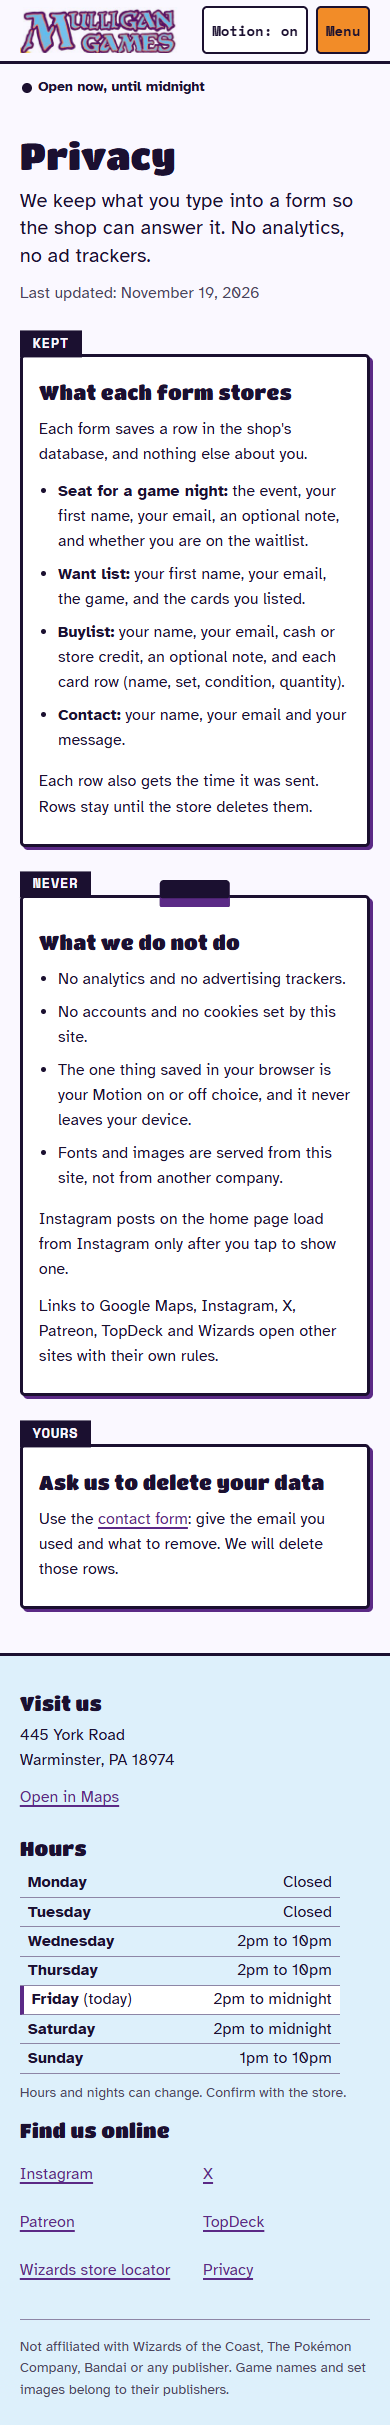 MULLIGAN
GAMES
Motion: on
Menu
Open now, until midnight
Privacy
We keep what you type into a form so
the shop can answer it. No analytics,
no ad trackers.
Last updated: November 19, 2026
KEPT
What each form stores
Each form saves a row in the shop's
database, and nothing else about you.
• Seat for a game night: the event, your
first name, your email, an optional note,
and whether you are on the waitlist.
• Want list: your first name, your email,
the game, and the cards you listed.
• Buylist: your name, your email, cash or
store credit, an optional note, and each
card row (name, set, condition, quantity).
• Contact: your name, your email and your
message.
Each row also gets the time it was sent.
Rows stay until the store deletes them.
NEVER
What we do not do
• No analytics and no advertising trackers.
• No accounts and no cookies set by this
site.
• The one thing saved in your browser is
your Motion on or off choice, and it never
leaves your device.
• Fonts and images are served from this
site, not from another company.
Instagram posts on the home page load
from Instagram only after you tap to show
one.
Links to Google Maps, Instagram, X,
Patreon, TopDeck and Wizards open other
sites with their own rules.
YOURS
Ask us to delete your data
Use the contact form: give the email you
used and what to remove. We will delete
those rows.
Visit us
445 York Road
Warminster, PA 18974
Open in Maps
Hours
Monday Closed
Tuesday Closed
Wednesday 2pm to 10pm
Thursday 2pm to 10pm
Friday (today) 2pm to midnight
Saturday 2pm to midnight
Sunday 1pm to 10pm
Hours and nights can change. Confirm with the store.
Find us online
Instagram X
Patreon TopDeck
Wizards store locator Privacy
Not affiliated with Wizards of the Coast, The Pokémon
Company, Bandai or any publisher. Game names and set
images belong to their publishers.